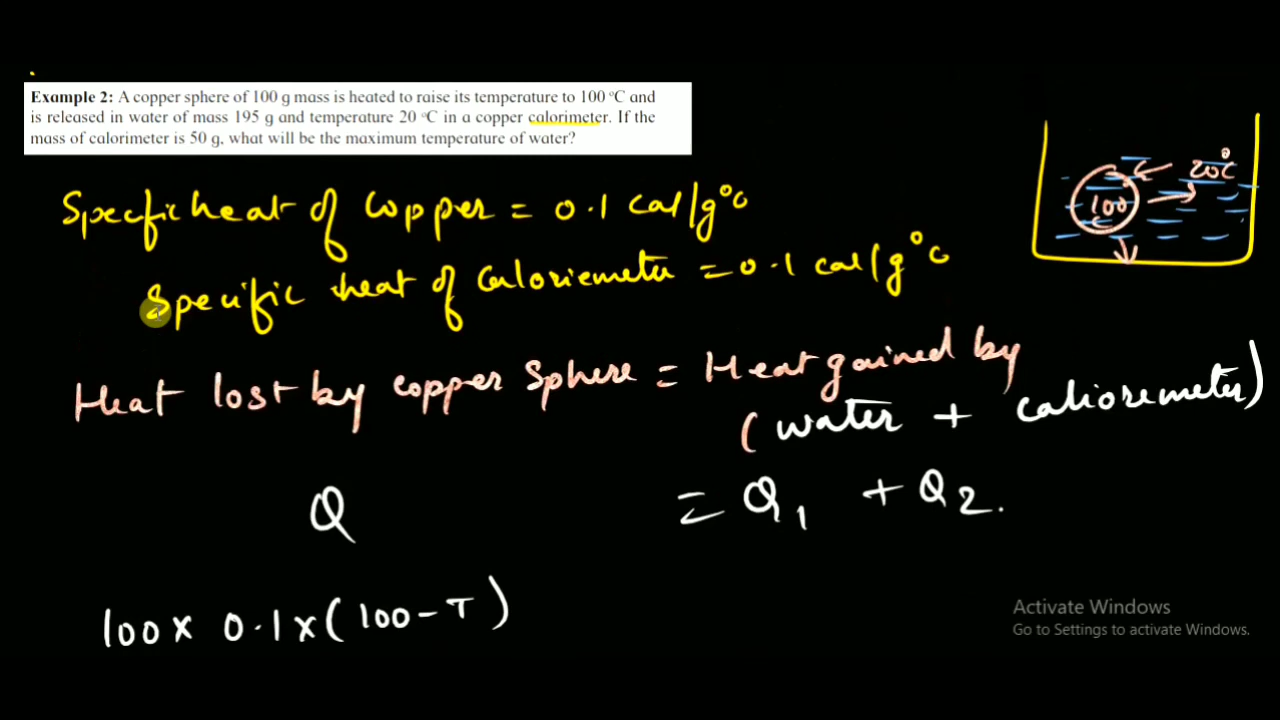 Example 2: A copper sphere of 100 g mass is heated to raise its temperature to 100 °C and
is released in water of mass 195 g and temperature 20 °C in a copper calorimeter. If the
mass of calorimeter is 50 g, what will be the maximum temperature of water?
20°C
100
°C
Specfic heat of copper = 0.1 cal/g°c
Specific heat of Caloriemeter = 0.1 cal/g°c
Heat lost by copper Sphere = Heat gained by
(water + calioremeter)
Q = Q1 + Q2.
100 × 0.1 × (100 - T)
Activate Windows
Go to Settings to activate Windows.